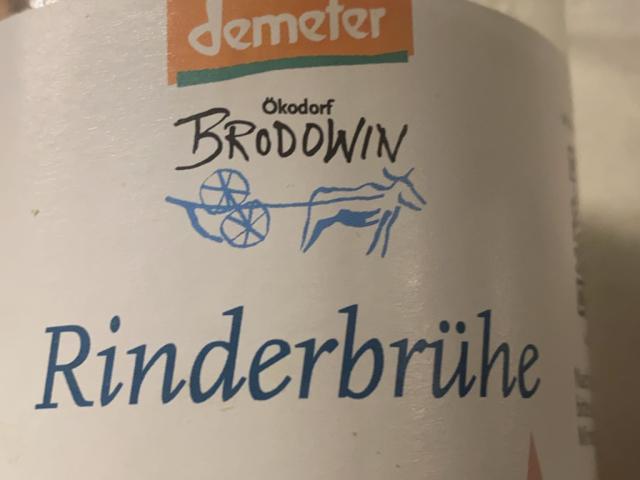 demeter
Ökodorf
BRODOWIN
Rinderbrühe